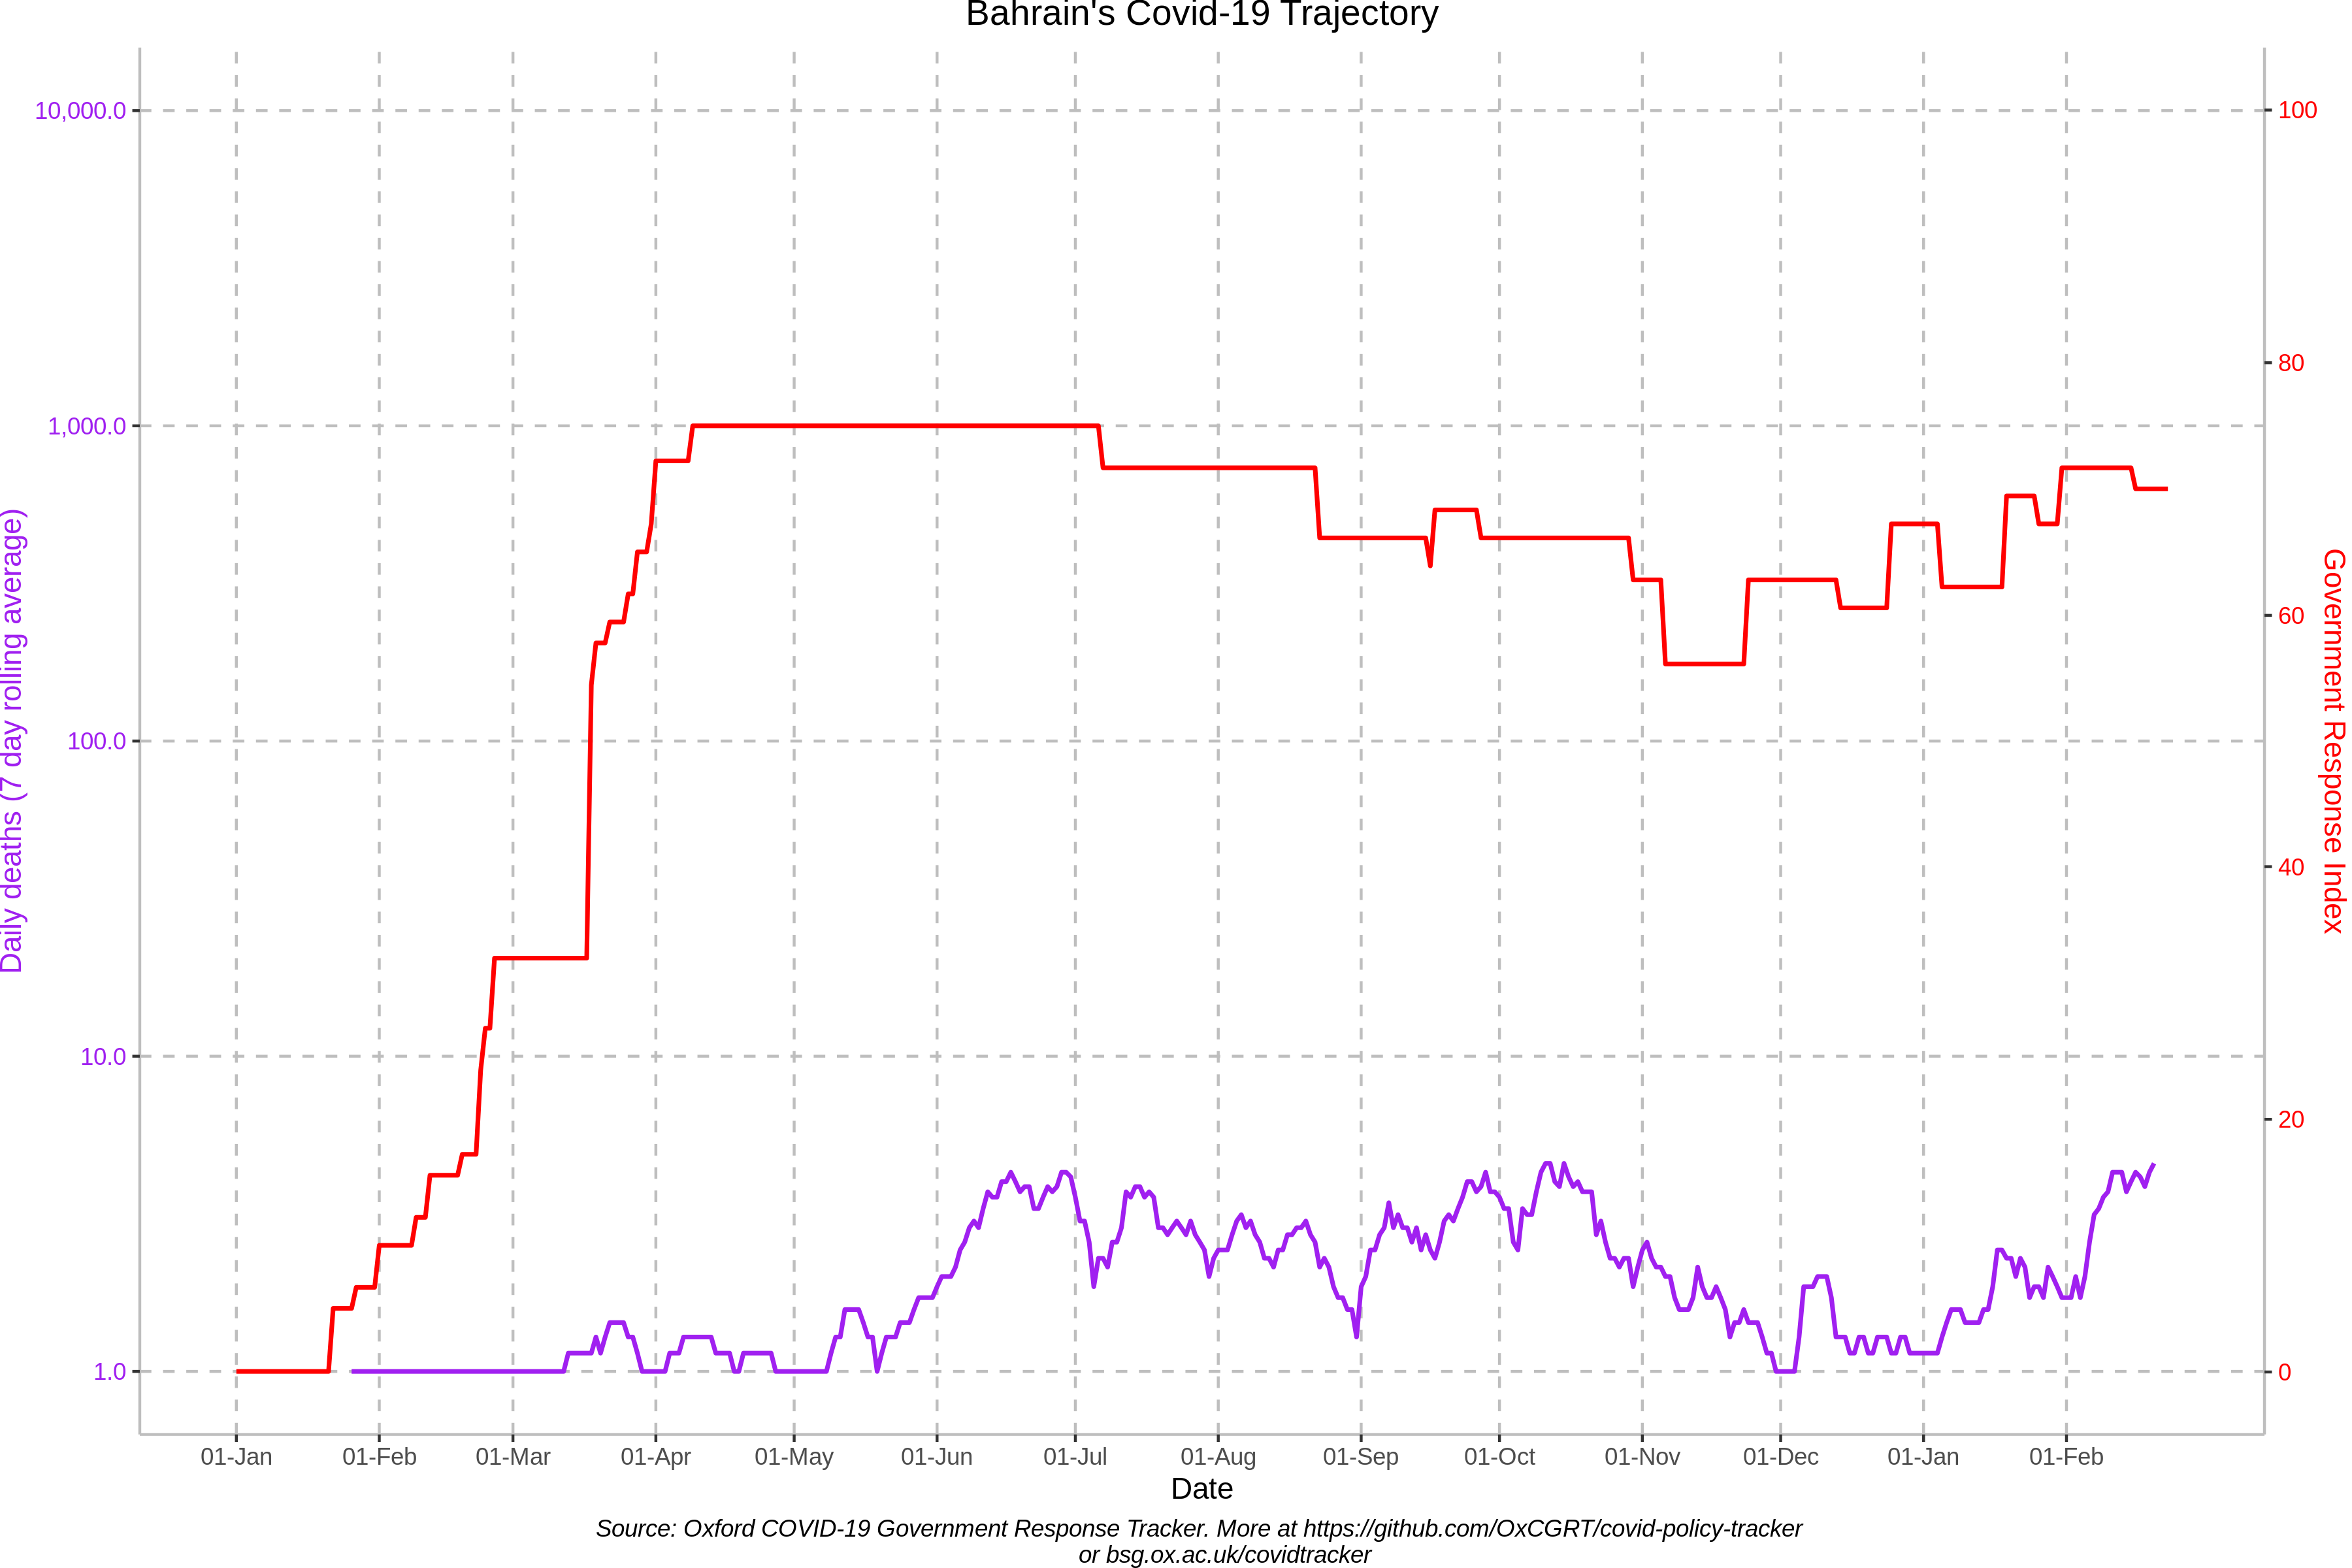 Bahrain's Covid-19 Trajectory
10,000.0
1,000.0
100.0
10.0
1.0
Daily deaths (7 day rolling average)
100
80
60
40
20
0
Government Response Index
01-Jan 01-Feb 01-Mar 01-Apr 01-May 01-Jun 01-Jul 01-Aug 01-Sep 01-Oct 01-Nov 01-Dec 01-Jan 01-Feb
Date
Source: Oxford COVID-19 Government Response Tracker. More at https://github.com/OxCGRT/covid-policy-tracker
or bsg.ox.ac.uk/covidtracker